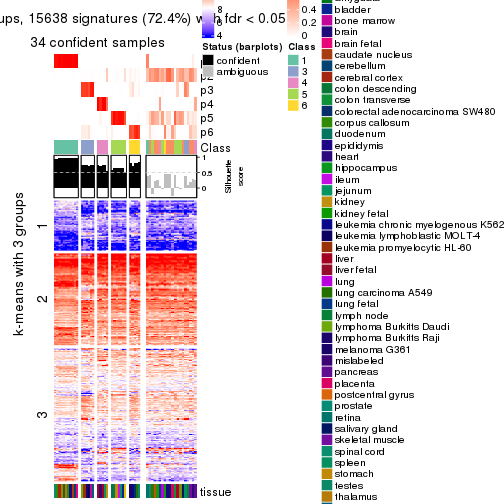 ups, 15638 signatures (72.4%) with fdr < 0.05
34 confident samples
p2
p3
p4
p5
p6
Class
1
0.5
0
Silhouette
score
k-means with 3 groups
1
2
3
tissue
8
6
4
0.4
0.2
0
Status (barplots)
confident
ambiguous
Class
1
3
4
5
6
bladder
bone marrow
brain
brain fetal
caudate nucleus
cerebellum
cerebral cortex
colon descending
colon transverse
colorectal adenocarcinoma SW480
corpus callosum
duodenum
epididymis
heart
hippocampus
ileum
jejunum
kidney
kidney fetal
leukemia chronic myelogenous K562
leukemia lymphoblastic MOLT-4
leukemia promyelocytic HL-60
liver
liver fetal
lung
lung carcinoma A549
lung fetal
lymph node
lymphoma Burkitts Daudi
lymphoma Burkitts Raji
melanoma G361
mislabeled
pancreas
placenta
postcentral gyrus
prostate
retina
salivary gland
skeletal muscle
spinal cord
spleen
stomach
testes
thalamus